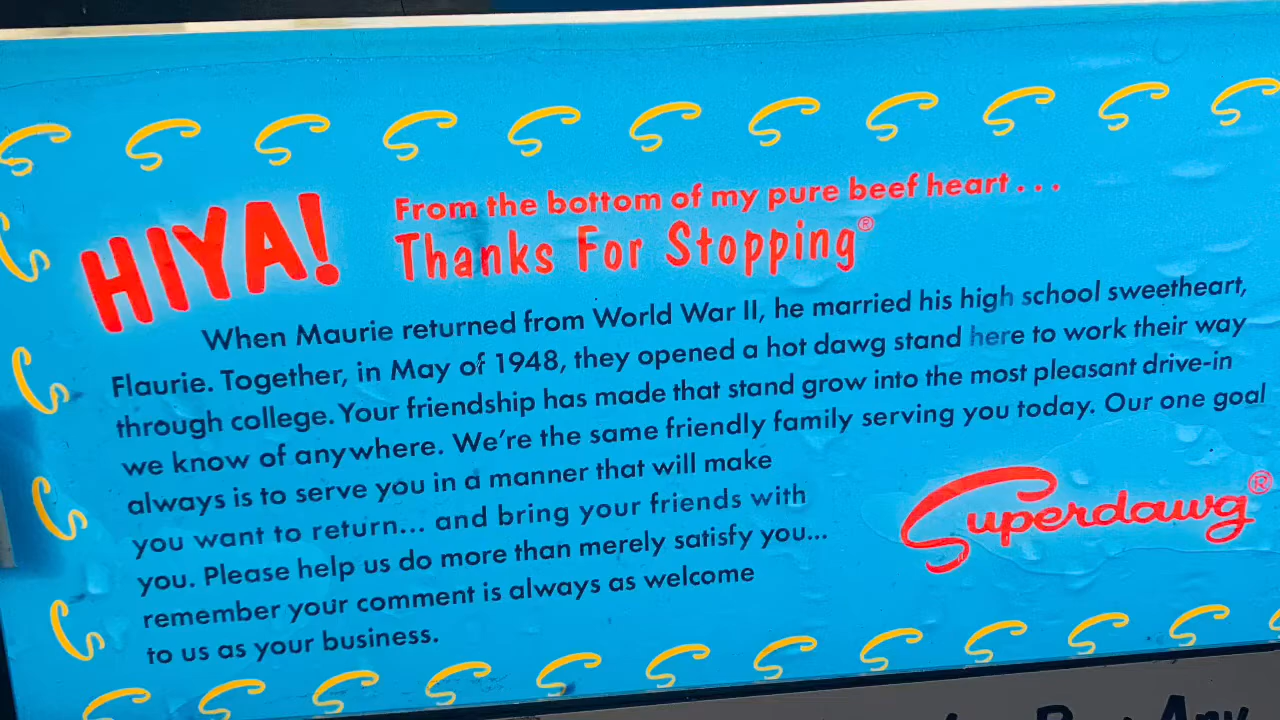 HIYA!
From the bottom of my pure beef heart...
Thanks For Stopping®
When Maurie returned from World War II, he married his high school sweetheart,
Flaurie. Together, in May of 1948, they opened a hot dawg stand here to work their way
through college. Your friendship has made that stand grow into the most pleasant drive-in
we know of anywhere. We're the same friendly family serving you today. Our one goal
always is to serve you in a manner that will make
you want to return... and bring your friends with
you. Please help us do more than merely satisfy you...
remember your comment is always as welcome
to us as your business.
Superdawg®
Any